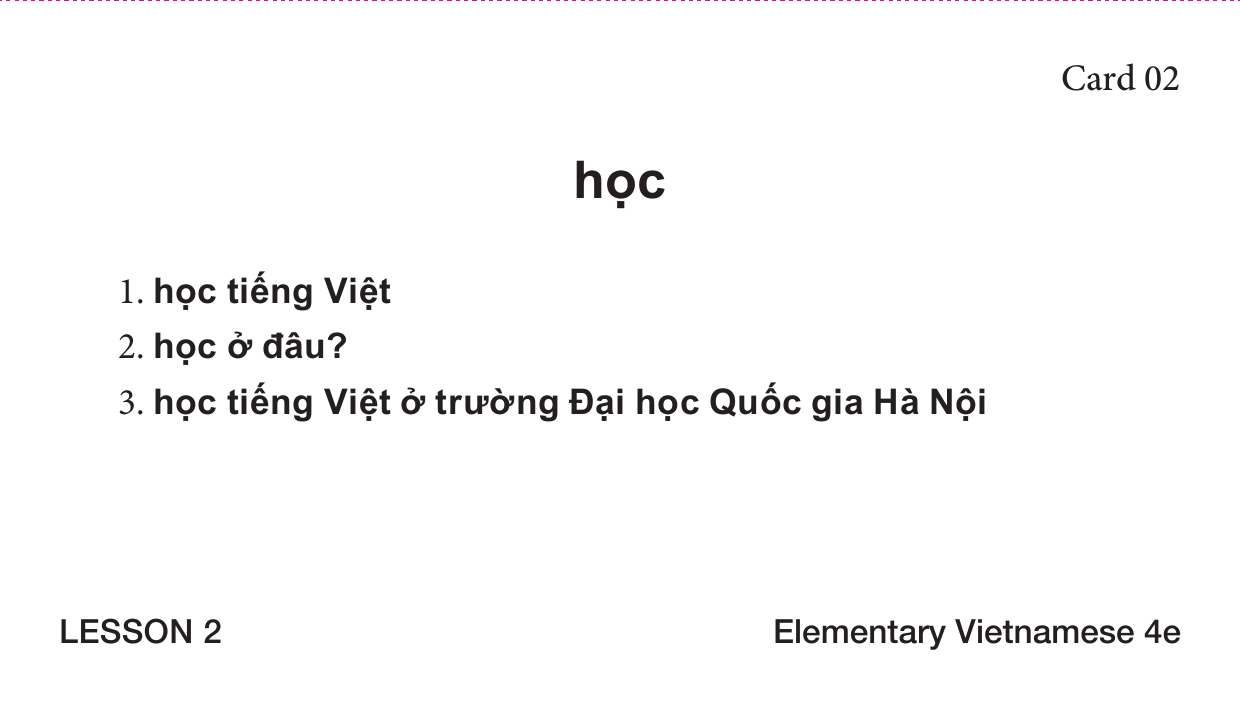 Card 02
học
1. học tiếng Việt
2. học ở đâu?
3. học tiếng Việt ở trường Đại học Quốc gia Hà Nội
LESSON 2
Elementary Vietnamese 4e